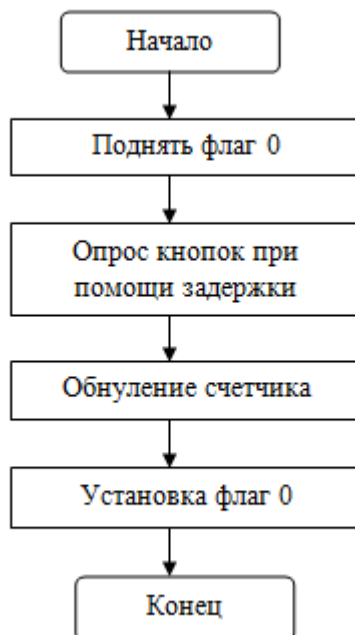 Начало
Поднять флаг 0
Опрос кнопок при
помощи задержки
Обнуление счетчика
Установка флаг 0
Конец